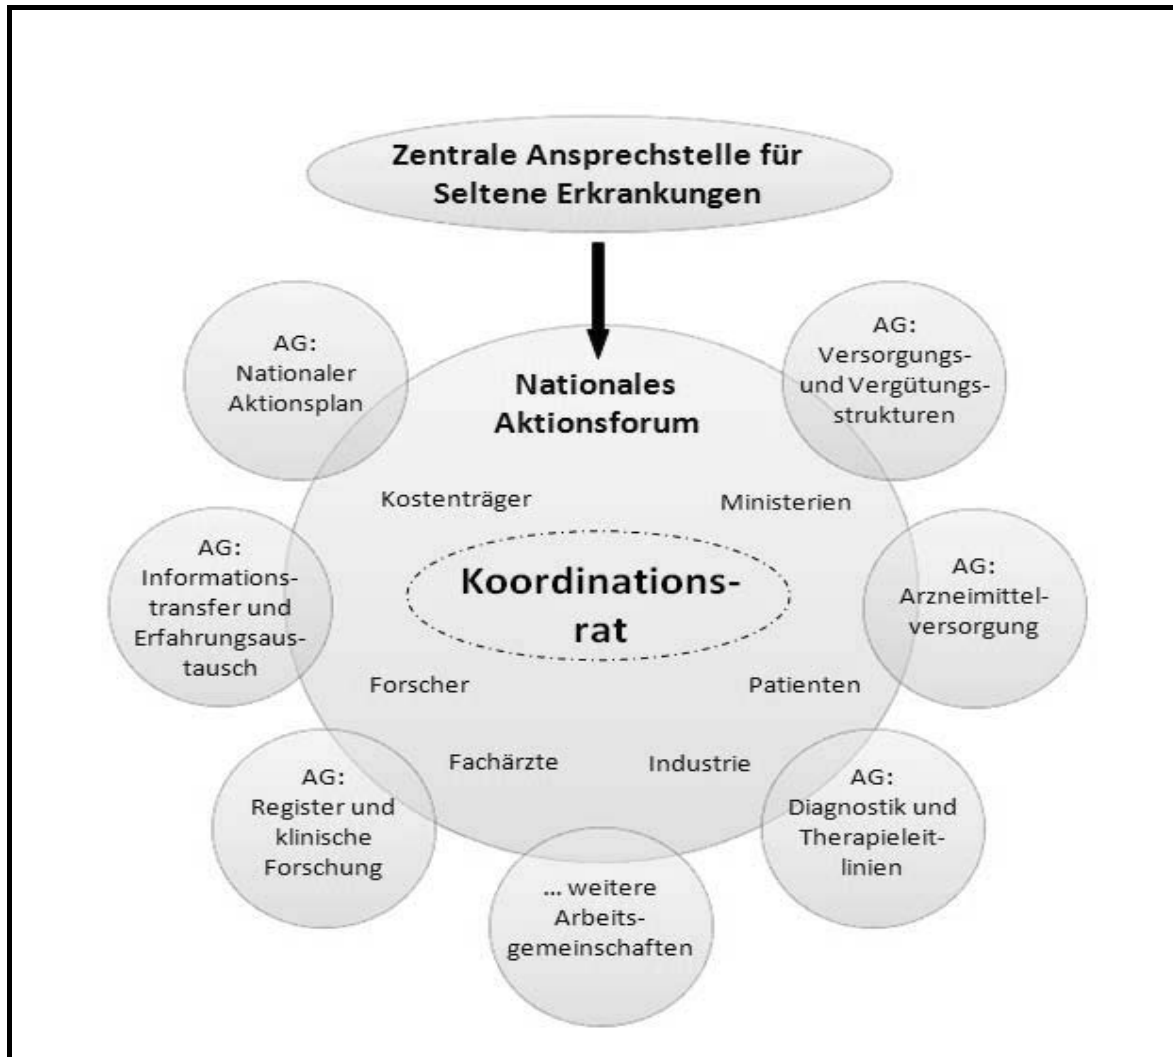 Zentrale Ansprechstelle für
Seltene Erkrankungen
AG:
Nationaler
Aktionsplan
AG:
Versorgungs-
und Vergütungs-
strukturen
Nationales
Aktionsforum
Kostenträger
Ministerien
AG:
Informations-
transfer und
Erfahrungsaus-
tausch
Koordinations-
rat
AG:
Arzneimittel-
versorgung
Forscher
Patienten
Fachärzte
Industrie
AG:
Register und
klinische
Forschung
AG:
Diagnostik und
Therapieleit-
linien
... weitere
Arbeits-
gemeinschaften